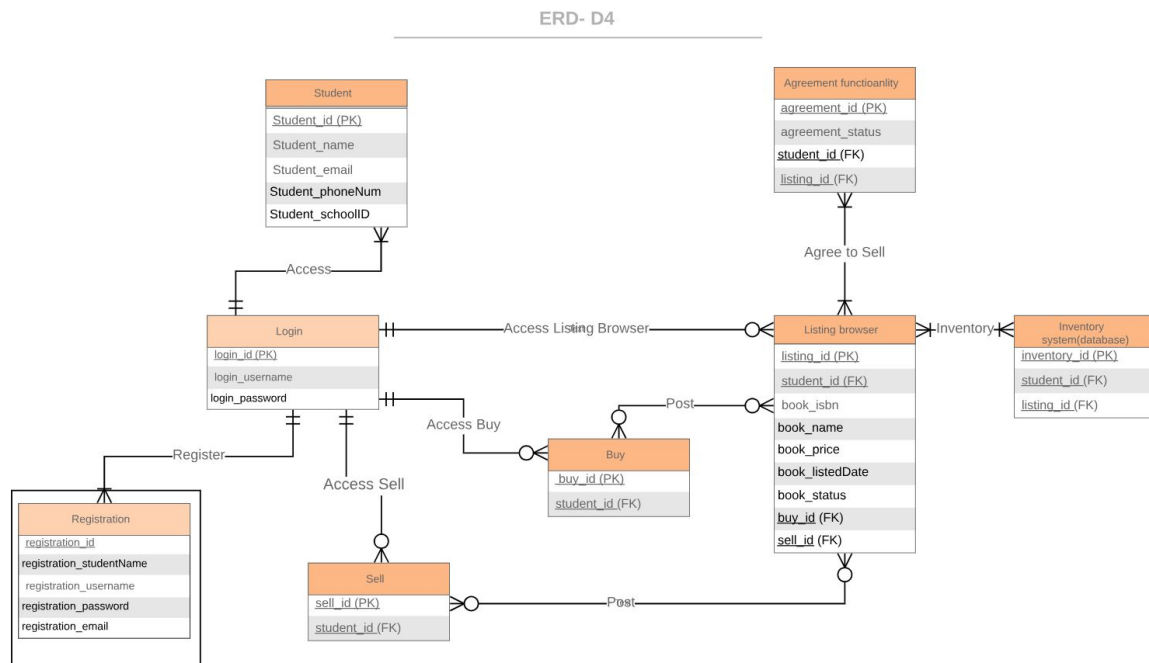 ERD- D4
Student
Student_id (PK)
Student_name
Student_email
Student_phoneNum
Student_schoolID
Agreement functioanlity
agreement_id (PK)
agreement_status
student_id (FK)
listing_id (FK)
Access
Agree to Sell
Login
login_id (PK)
login_username
login_password
Access Listing Browser
Listing browser
listing_id (PK)
student_id (FK)
book_isbn
book_name
book_price
book_listedDate
book_status
buy_id (FK)
sell_id (FK)
Inventory
Inventory
system(database)
inventory_id (PK)
student_id (FK)
listing_id (FK)
Post
Access Buy
Buy
buy_id (PK)
student_id (FK)
Register
Access Sell
Registration
registration_id
registration_studentName
registration_username
registration_password
registration_email
Sell
sell_id (PK)
student_id (FK)
Post